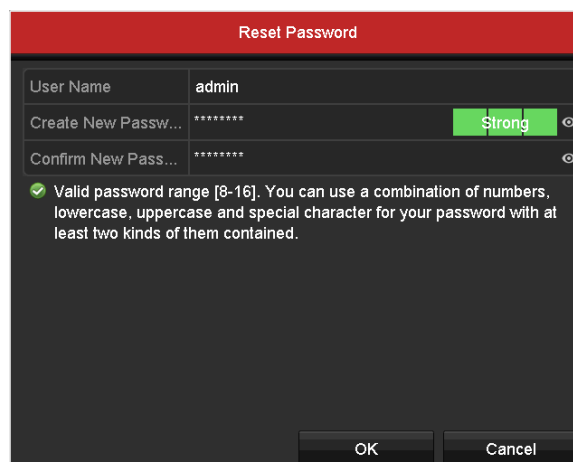 Reset Password
User Name admin
Create New Passw... ******** Strong
Confirm New Pass... ********
Valid password range [8-16]. You can use a combination of numbers,
lowercase, uppercase and special character for your password with at
least two kinds of them contained.
OK Cancel